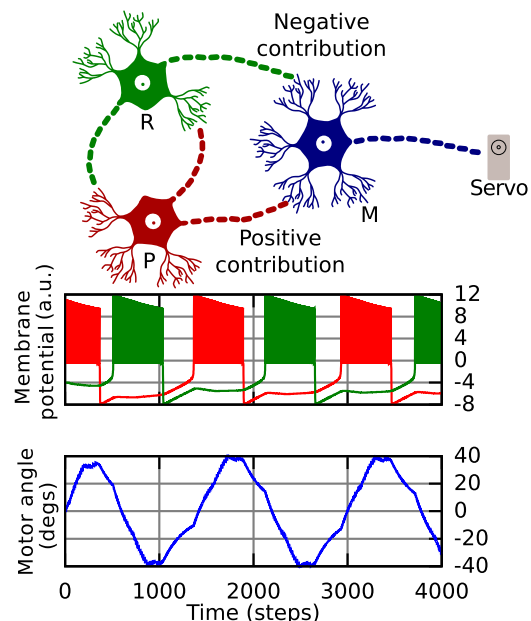 Negative
contribution
R
M
Servo
P
Positive
contribution
Membrane
potential (a.u.)
12
8
4
0
-4
-8
Motor angle
(degs)
40
20
0
-20
-40
0 1000 2000 3000 4000
Time (steps)